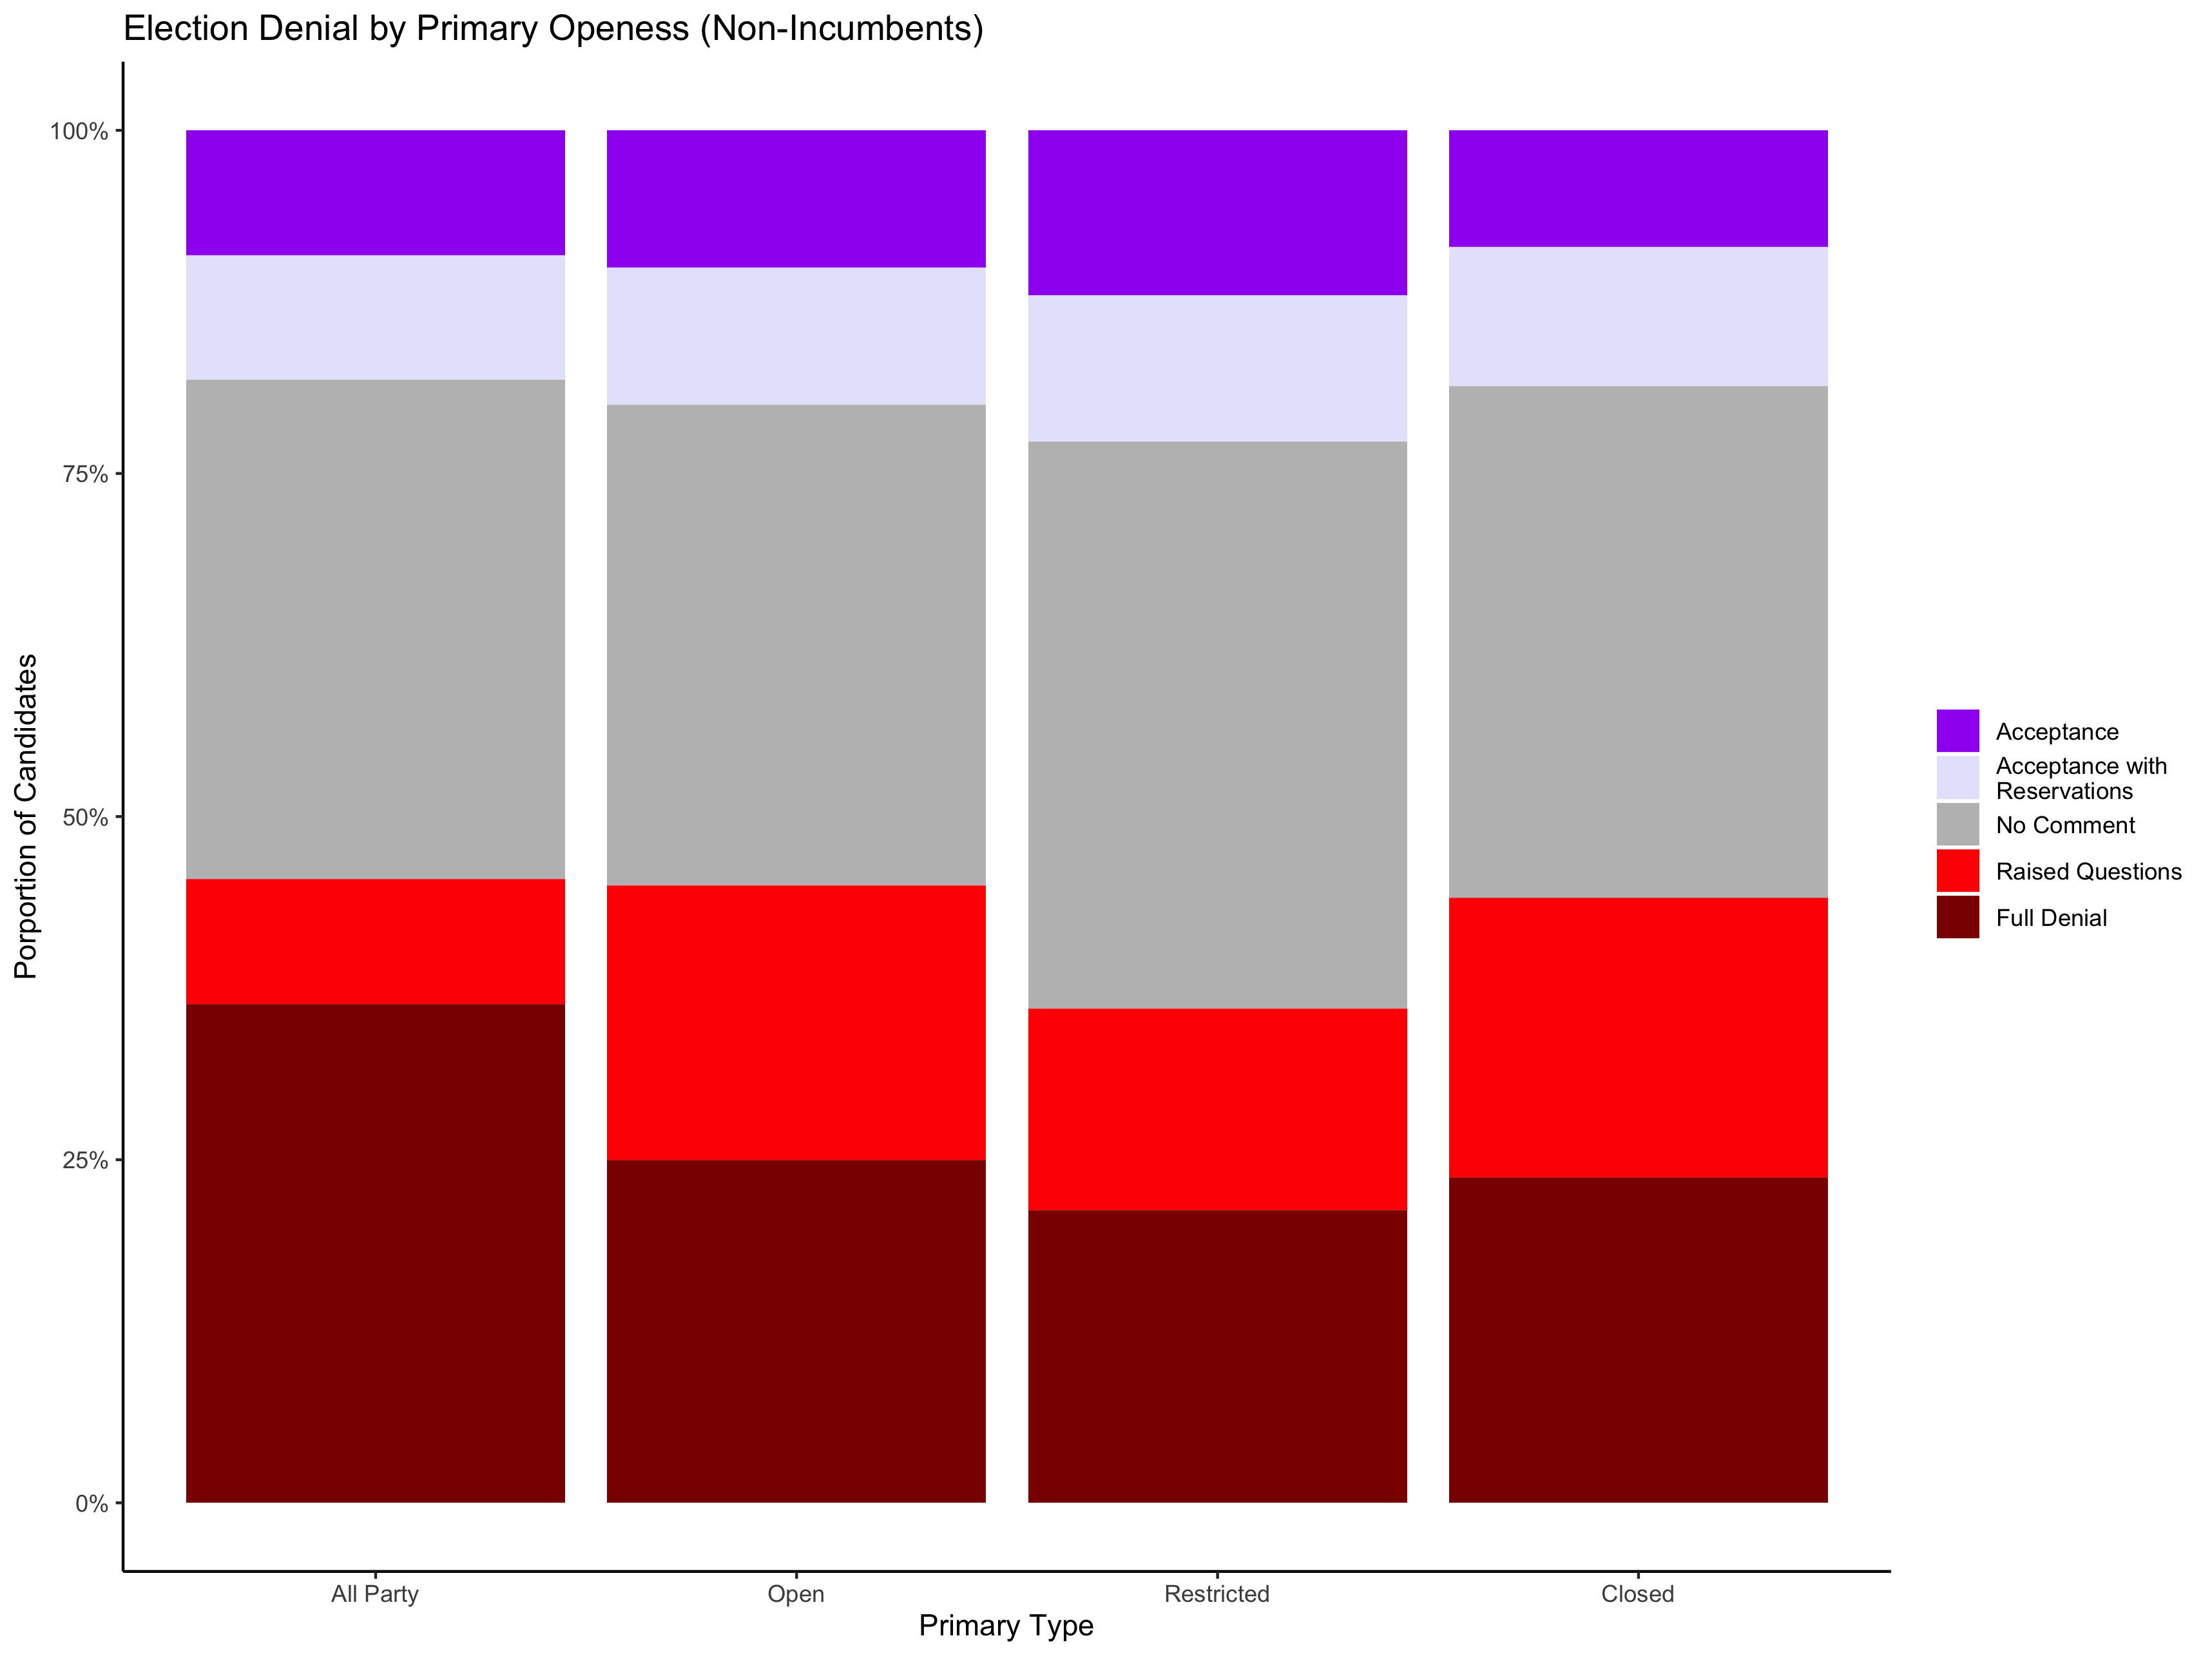 Election Denial by Primary Openess (Non-Incumbents)
Porportion of Candidates
100%
75%
50%
25%
0%
All Party
Open
Restricted
Closed
Primary Type
Acceptance
Acceptance with
Reservations
No Comment
Raised Questions
Full Denial